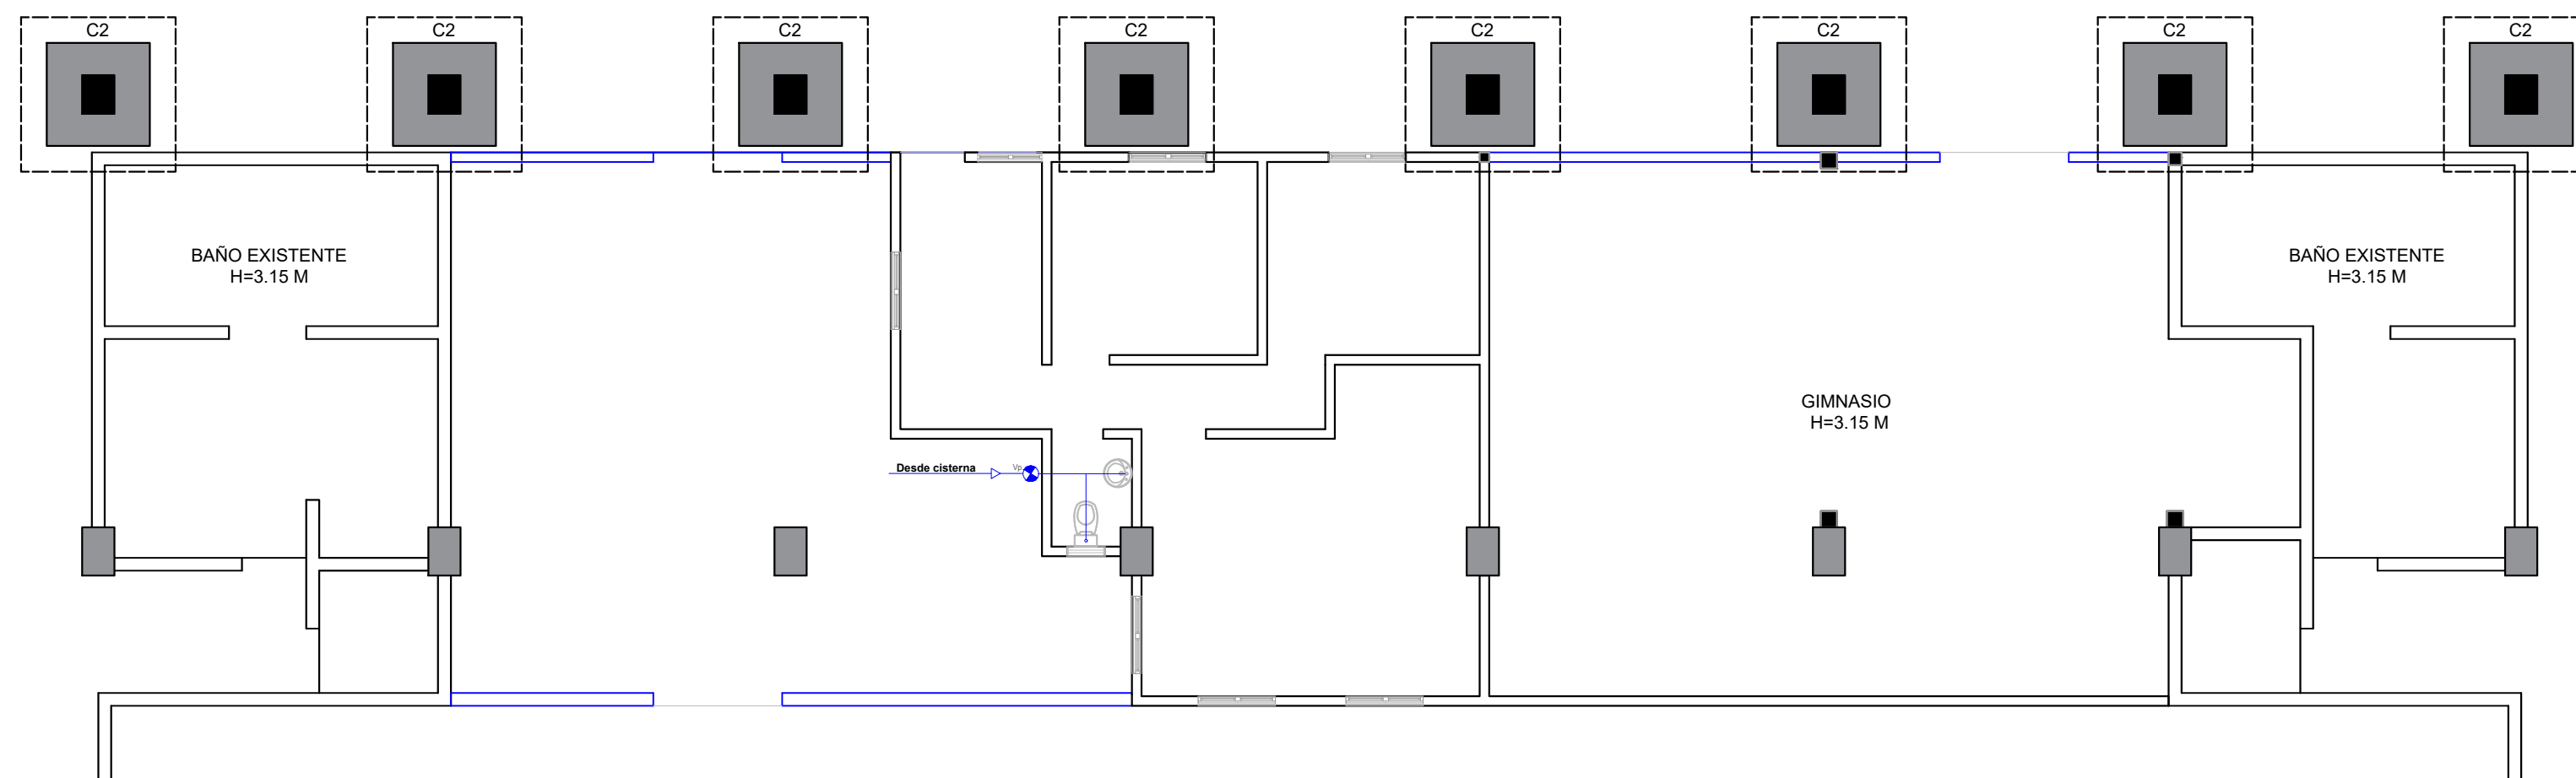 C2
C2
C2
C2
C2
C2
C2
C2
BAÑO EXISTENTE
H=3.15 M
BAÑO EXISTENTE
H=3.15 M
GIMNASIO
H=3.15 M
Desde cisterna
Vp